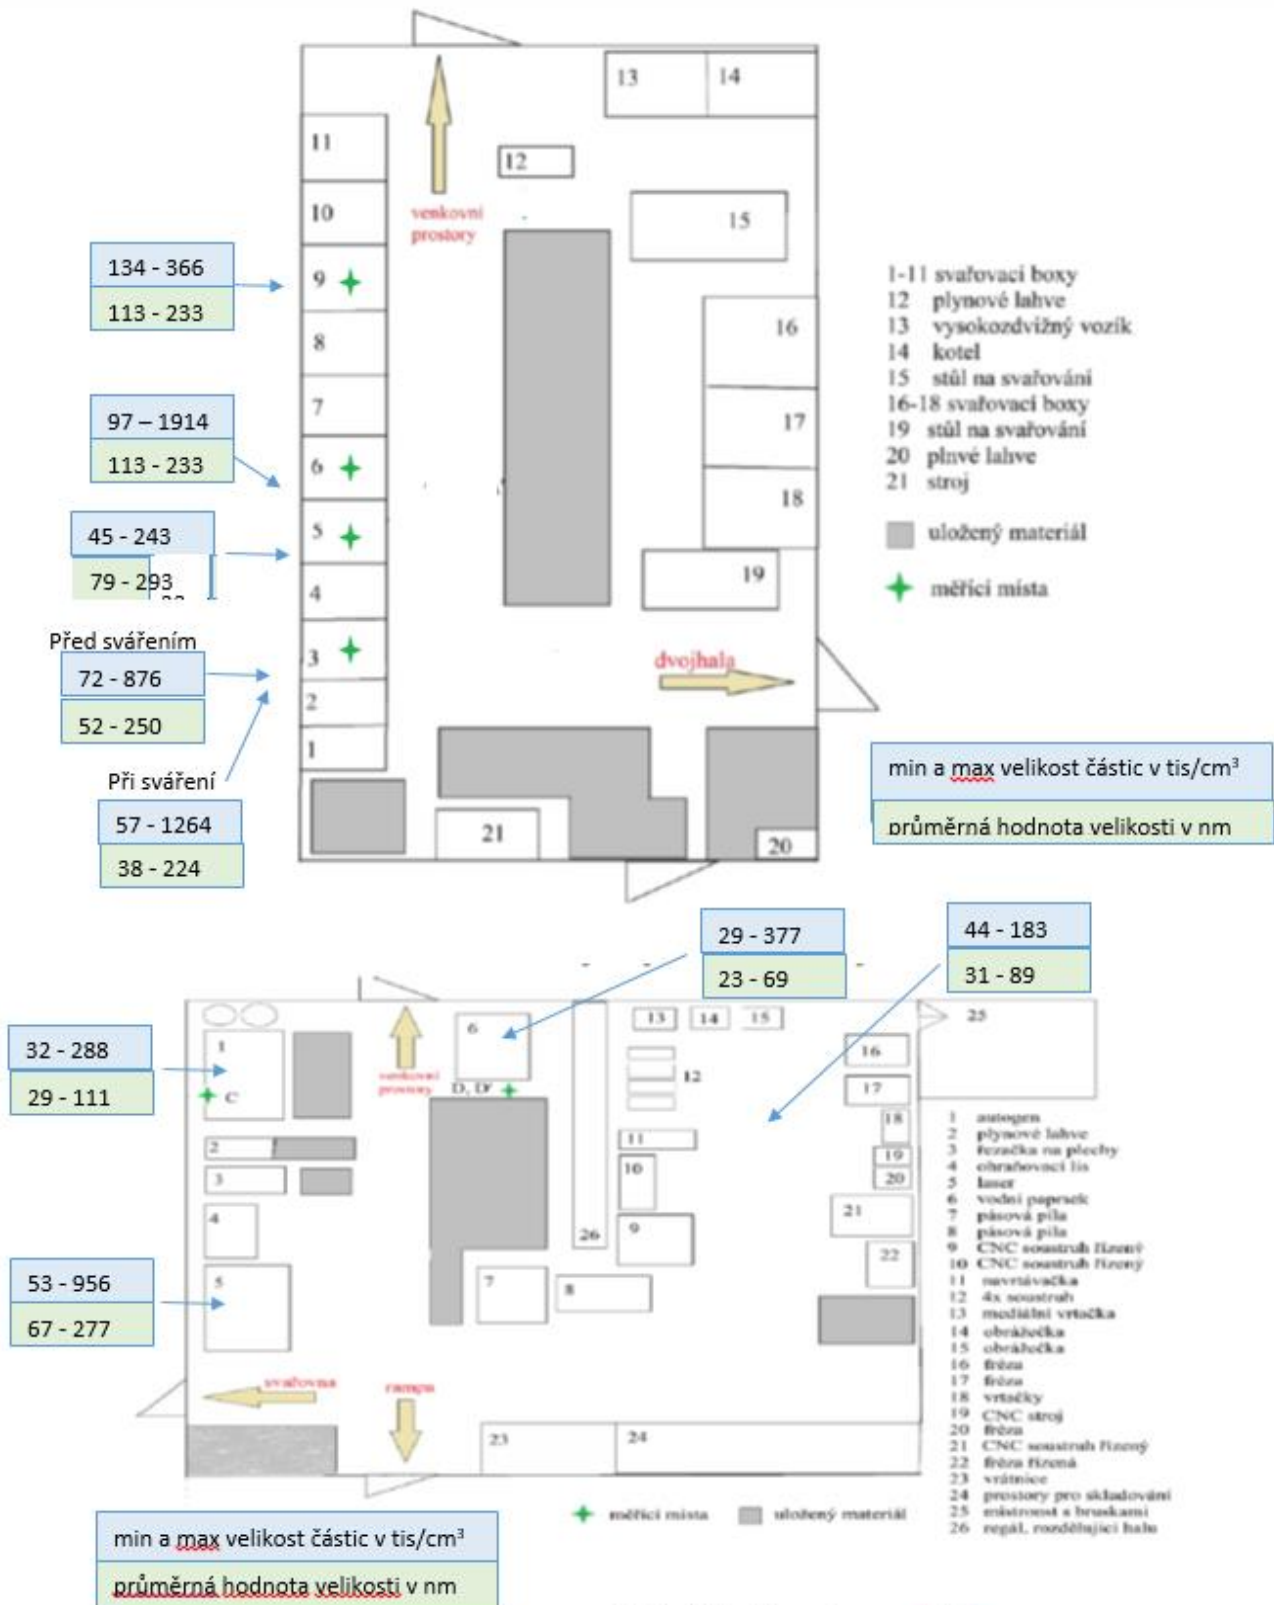 13
14
11
12
10
venkovní
prostory
15
134 - 366
113 - 233
9
8
16
7
97 – 1914
113 - 233
6
17
18
5
45 - 243
79 - 293
4
19
Před svářením
72 - 876
52 - 250
3
dvojhala
2
1
Při sváření
57 - 1264
38 - 224
21
20
1-11 svařovací boxy
12 plynové lahve
13 vysokozdvižný vozík
14 kotel
15 stůl na svařování
16-18 svařovací boxy
19 stůl na svařování
20 plnvé lahve
21 stroj
uložený materiál
měřící místa
min a max velikost částic v tis/cm³
průměrná hodnota velikosti v nm
29 - 377
23 - 69
44 - 183
31 - 89
32 - 288
29 - 111
1
C
6
venkovní
prostory
D, D'
13
14
15
12
16
17
18
19
20
21
22
25
2
3
4
5
11
10
9
26
7
8
53 - 956
67 - 277
svařovna
rampa
23
24
1 autogen
2 plynové lahve
3 řezačka na plechy
4 ohraňovací lis
5 laser
6 vodní paprsek
7 pásová pila
8 pásová pila
9 CNC soustruh řízený
10 CNC soustruh řízený
11 navrtávačka
12 4x soustruh
13 mediální vrtačka
14 obrážečka
15 obrážečka
16 fréza
17 fréza
18 vrtačky
19 CNC stroj
20 fréza
21 CNC soustruh řízený
22 fréza řízená
23 vrátnice
24 prostory pro skladování
25 místnost s bruskami
26 regál, rozdělující halu
měřící místa
uložený materiál
min a max velikost částic v tis/cm³
průměrná hodnota velikosti v nm